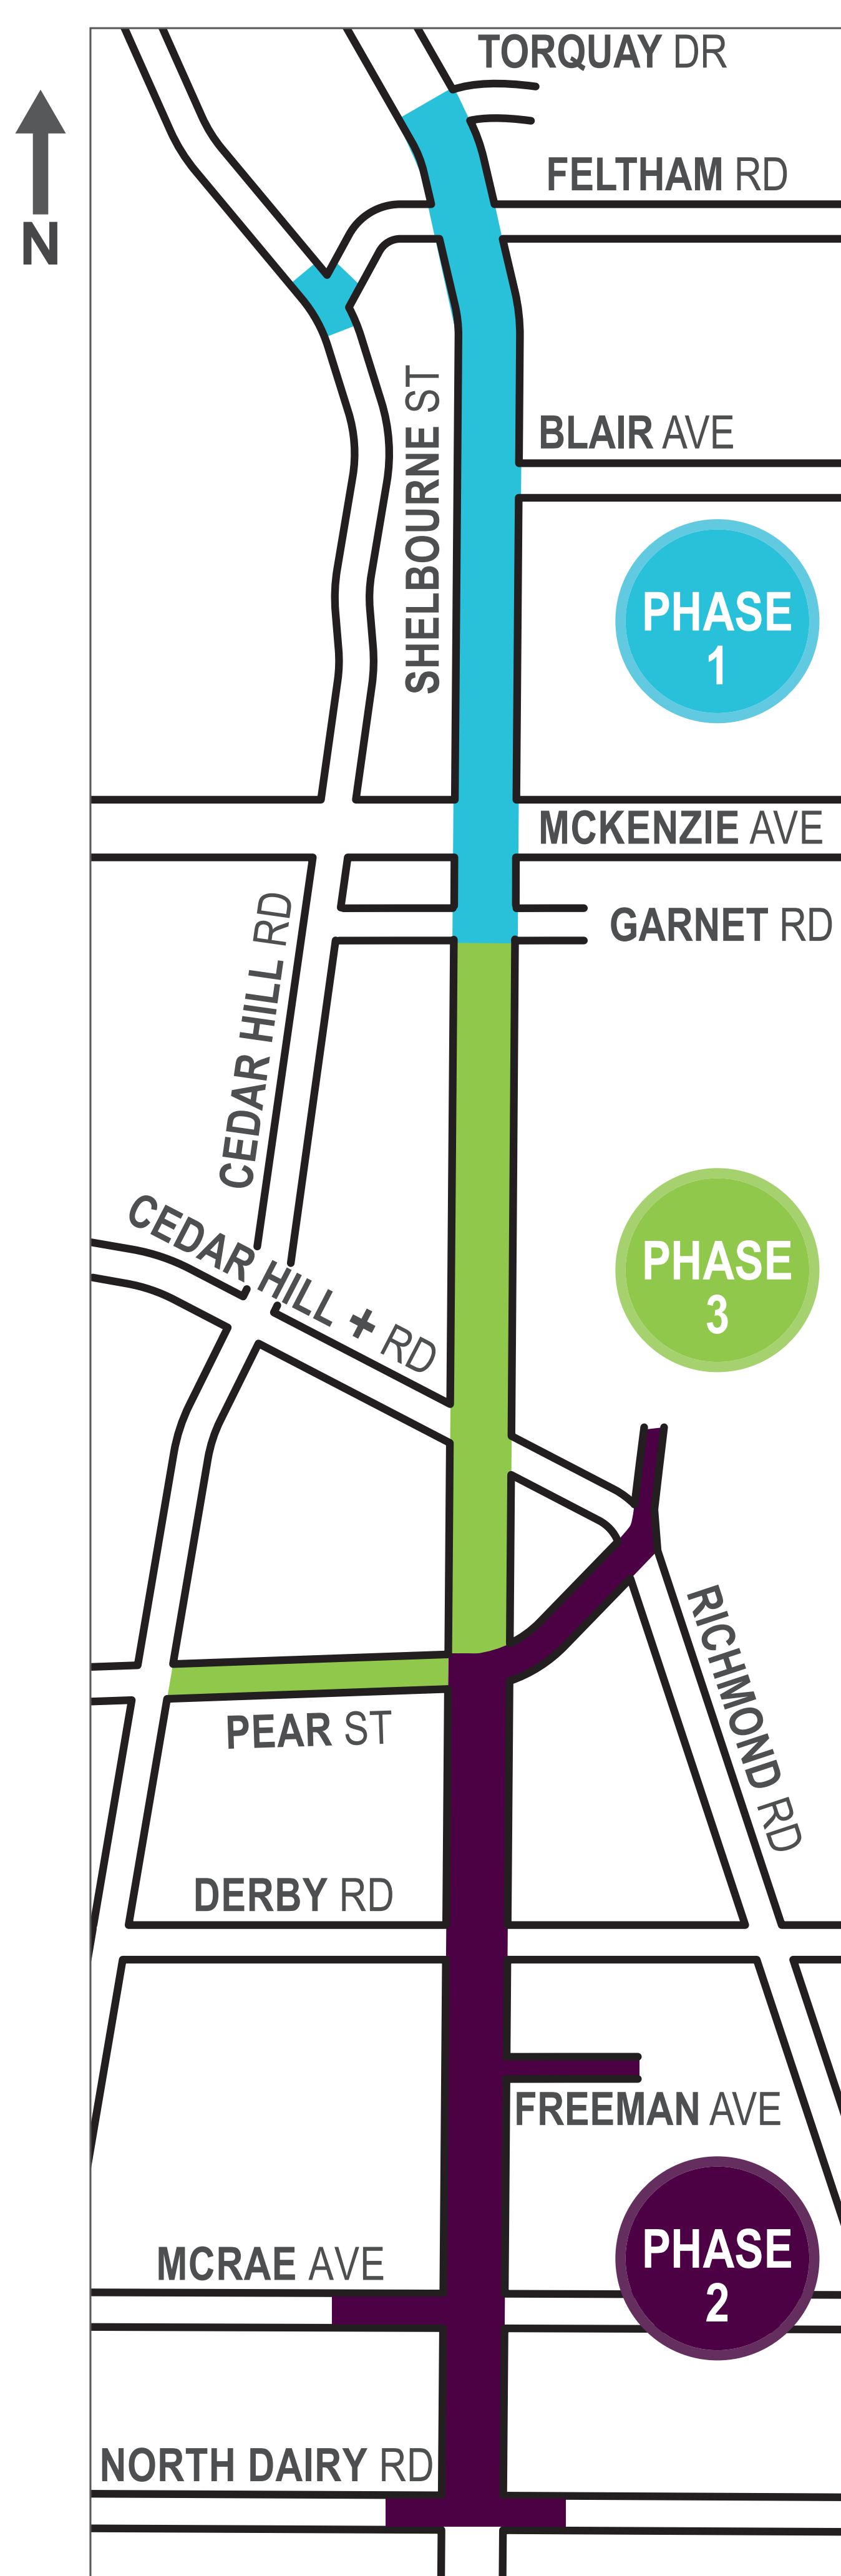 TORQUAY DR
N
FELTHAM RD
SHELBOURNE ST
BLAIR AVE
PHASE
1
MCKENZIE AVE
GARNET RD
CEDAR HILL RD
CEDAR HILL + RD
PHASE
3
RICHMOND RD
PEAR ST
DERBY RD
FREEMAN AVE
MCRAE AVE
PHASE
2
NORTH DAIRY RD